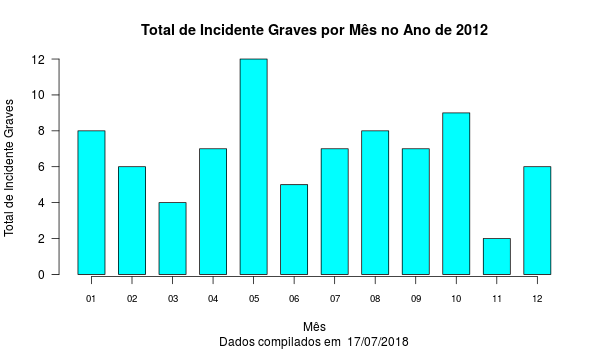 Total de Incidente Graves por Mês no Ano de 2012
Total de Incidente Graves
12
10
8
6
4
2
0
01 02 03 04 05 06 07 08 09 10 11 12
Mês
Dados compilados em 17/07/2018